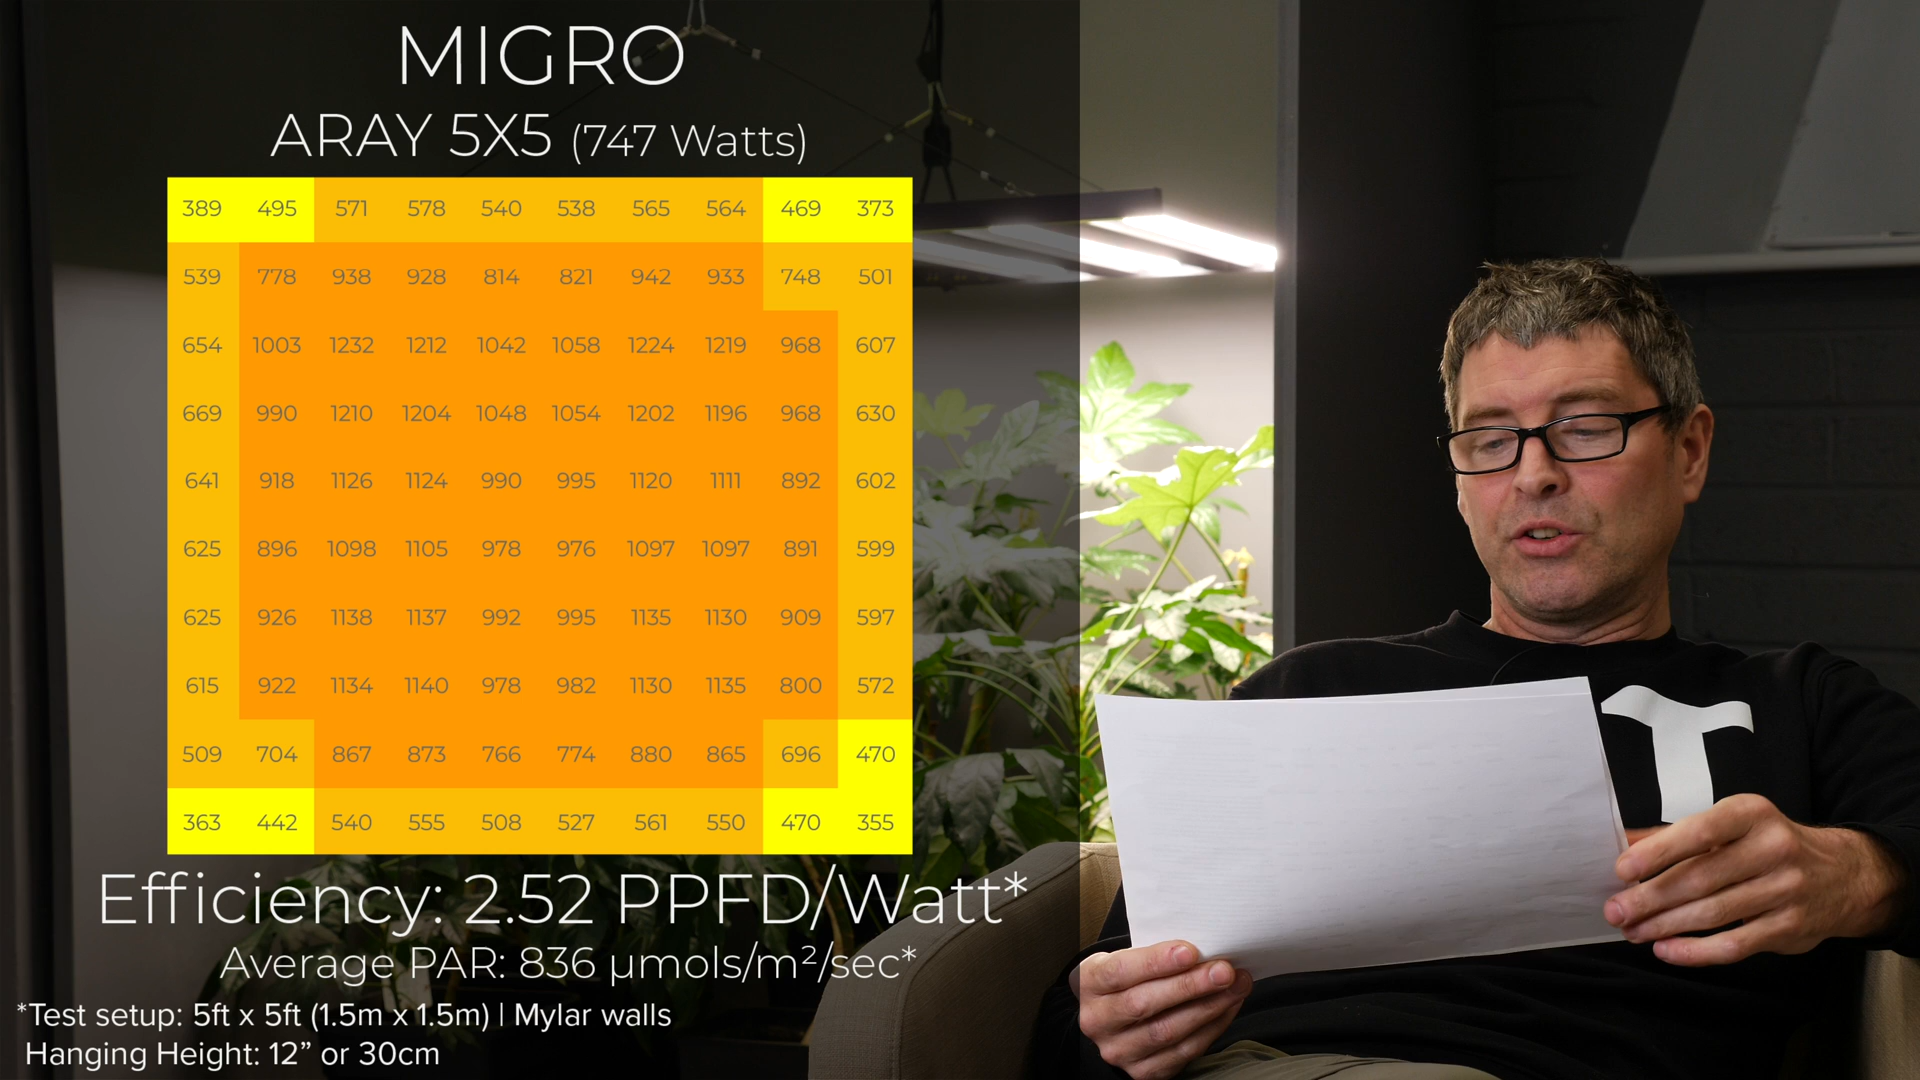 MIGRO
ARAY 5X5 (747 Watts)
389 495 571 578 540 538 565 564 469 373
539 778 938 928 814 821 942 933 748 501
654 1003 1232 1212 1042 1058 1224 1219 968 607
669 990 1210 1204 1048 1054 1202 1196 968 630
641 918 1126 1124 990 995 1120 1111 892 602
625 896 1098 1105 978 976 1097 1097 891 599
625 926 1138 1137 992 995 1135 1130 909 597
615 922 1134 1140 978 982 1130 1135 800 572
509 704 867 873 766 774 880 865 696 470
363 442 540 555 508 527 561 550 470 355
Efficiency: 2.52 PPFD/Watt*
Average PAR: 836 µmols/m²/sec*
*Test setup: 5ft x 5ft (1.5m x 1.5m) | Mylar walls
Hanging Height: 12” or 30cm